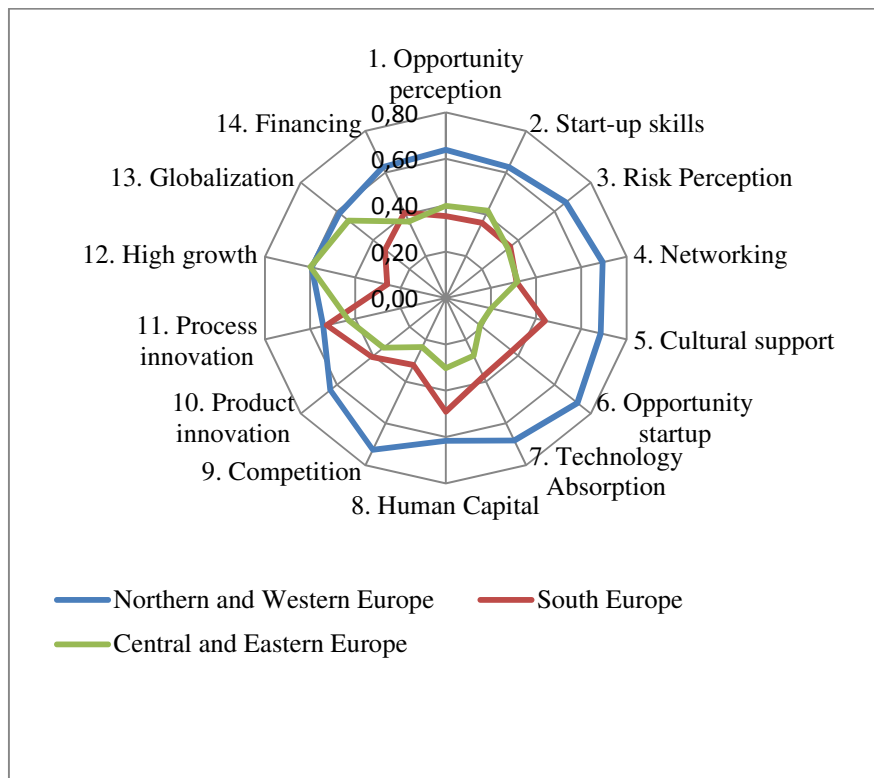 1. Opportunity
perception
2. Start-up skills
3. Risk Perception
4. Networking
5. Cultural support
6. Opportunity
startup
7. Technology
Absorption
8. Human Capital
9. Competition
10. Product
innovation
11. Process
innovation
12. High growth
13. Globalization
14. Financing
0,80
0,60
0,40
0,20
0,00
Northern and Western Europe
South Europe
Central and Eastern Europe